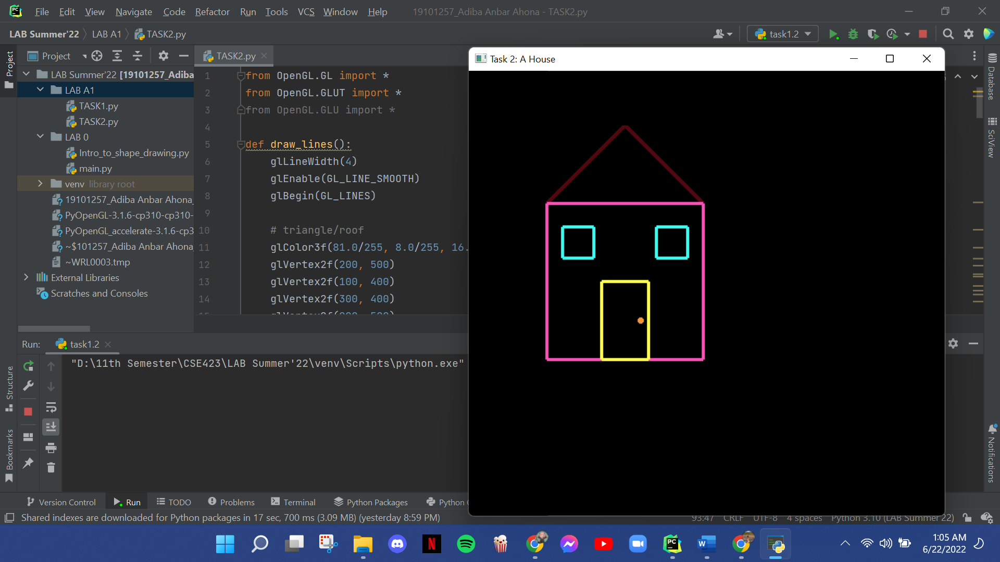 File Edit View Navigate Code Refactor Run Tools VCS Window Help 19101257_Adiba Anbar Ahona - TASK2.py
LAB Summer'22 LAB A1 TASK2.py task1.2
Project TASK2.py
Project
LAB Summer'22 [19101257_Adiba
LAB A1
TASK1.py
TASK2.py
LAB 0
Intro_to_shape_drawing.py
main.py
venv library root
19101257_Adiba Anbar Ahona_
PyOpenGL-3.1.6-cp310-cp310-
PyOpenGL_accelerate-3.1.6-cp3
~$101257_Adiba Anbar Ahona_
~WRL0003.tmp
External Libraries
Scratches and Consoles
1 from OpenGL.GL import *
2 from OpenGL.GLUT import *
3 from OpenGL.GLU import *
4
5 def draw_lines():
6 glLineWidth(4)
7 glEnable(GL_LINE_SMOOTH)
8 glBegin(GL_LINES)
9
10 # triangle/roof
11 glColor3f(81.0/255, 8.0/255, 16.
12 glVertex2f(200, 500)
13 glVertex2f(100, 400)
14 glVertex2f(300, 400)
Task 2: A House
Database
SciView
Notifications
Run: task1.2
"D:\11th Semester\CSE423\LAB Summer'22\venv\Scripts\python.exe"
Structure
Bookmarks
Version Control Run TODO Problems Terminal Python Packages Python
Shared indexes are downloaded for Python packages in 17 sec, 700 ms (3.09 MB) (yesterday 8:59 PM) 93:47 CRLF UTF-8 4 spaces Python 3.10 (LAB Summer'22)
1:05 AM
6/22/2022